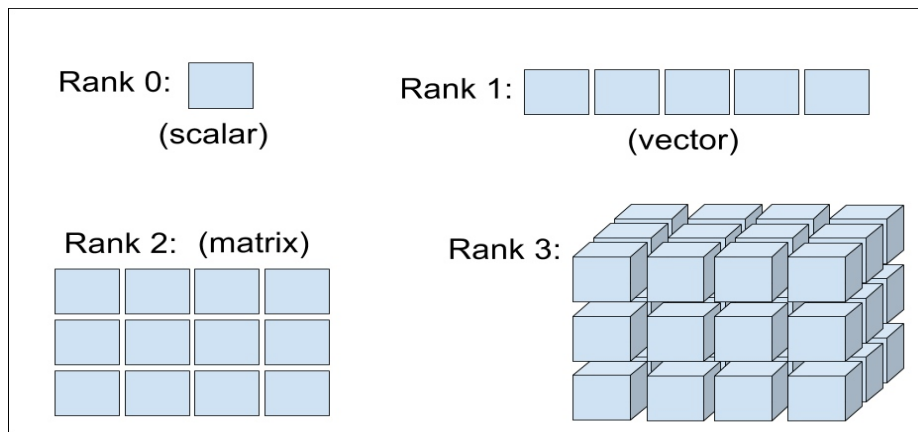 Rank 0:
(scalar)
Rank 1:
(vector)
Rank 2: (matrix)
Rank 3: